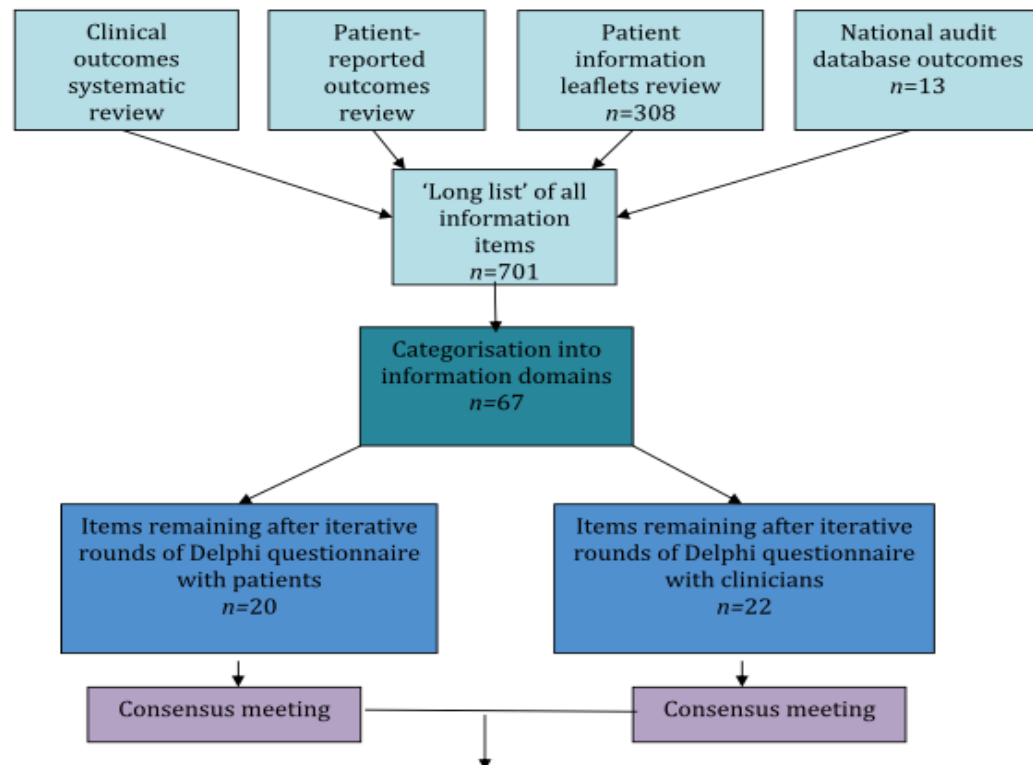 Clinical
outcomes
systematic
review
Patient-
reported
outcomes
review
Patient
information
leaflets review
n=308
National audit
database outcomes
n=13
‘Long list’ of all
information
items
n=701
Categorisation into
information domains
n=67
Items remaining after iterative
rounds of Delphi questionnaire
with patients
n=20
Items remaining after iterative
rounds of Delphi questionnaire
with clinicians
n=22
Consensus meeting
Consensus meeting